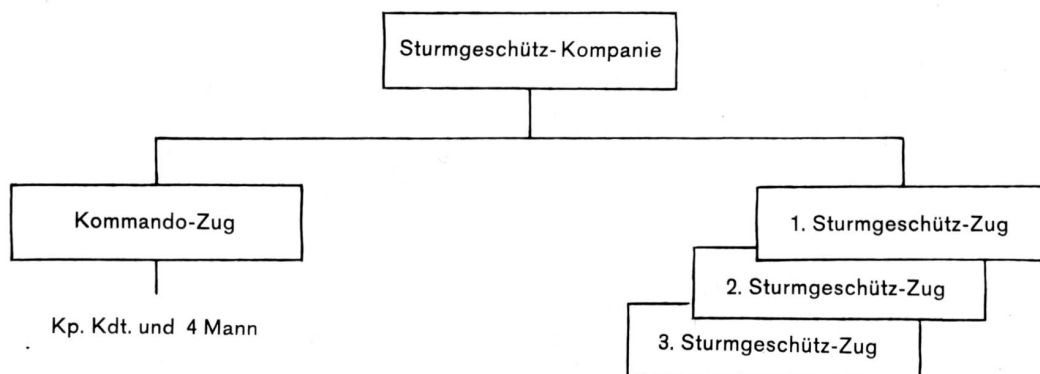 Sturmgeschütz-Kompanie
Kommando-Zug
1. Sturmgeschütz-Zug
2. Sturmgeschütz-Zug
Kp. Kdt. und 4 Mann
3. Sturmgeschütz-Zug